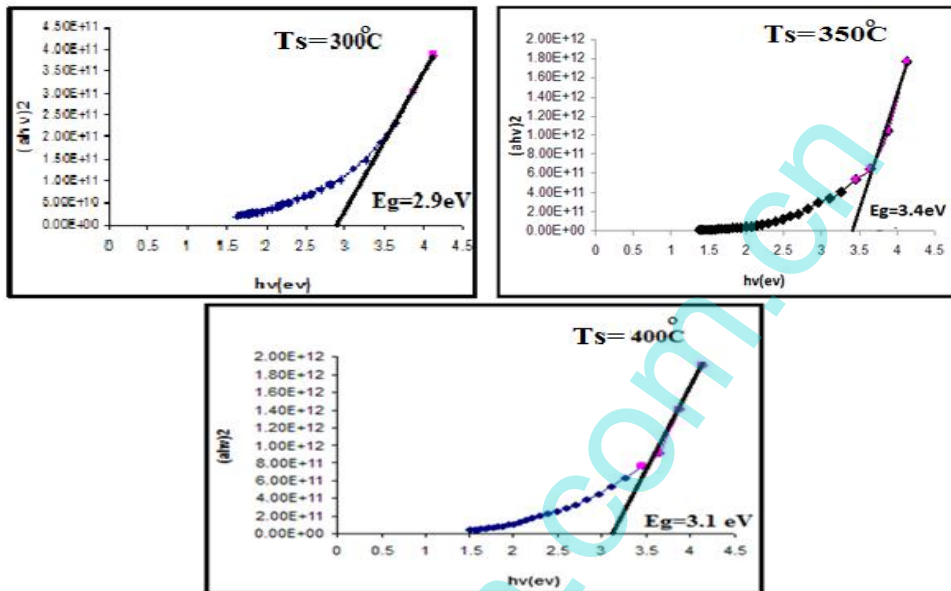 Ts=300°C
4.50E+11
4.00E+11
3.50E+11
3.00E+11
2.50E+11
2.00E+11
1.50E+11
1.00E+11
5.00E+10
0.00E+00
(ahv)2
Eg=2.9eV
0 0.5 1 1.5 2 2.5 3 3.5 4 4.5
hv(ev)
Ts=350°C
2.00E+12
1.80E+12
1.60E+12
1.40E+12
1.20E+12
1.00E+12
8.00E+11
6.00E+11
4.00E+11
2.00E+11
0.00E+00
(ahv)2
Eg=3.4eV
0 0.5 1 1.5 2 2.5 3 3.5 4 4.5
hv(ev)
Ts=400°C
2.00E+12
1.80E+12
1.60E+12
1.40E+12
1.20E+12
1.00E+12
8.00E+11
6.00E+11
4.00E+11
2.00E+11
0.00E+00
(ahv)2
Eg=3.1 eV
0 0.5 1 1.5 2 2.5 3 3.5 4 4.5
hv(ev)
.com.cn